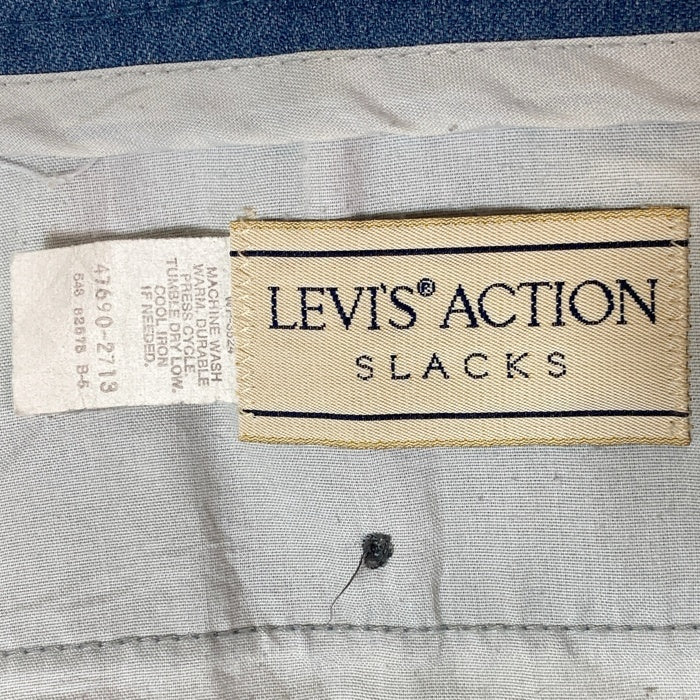 LEVI'S® ACTION
SLACKS
MACHINE WASH
WARM, DURABLE
PRESS CYCLE.
TUMBLE DRY LOW.
COOL IRON
IF NEEDED.
47690-2713